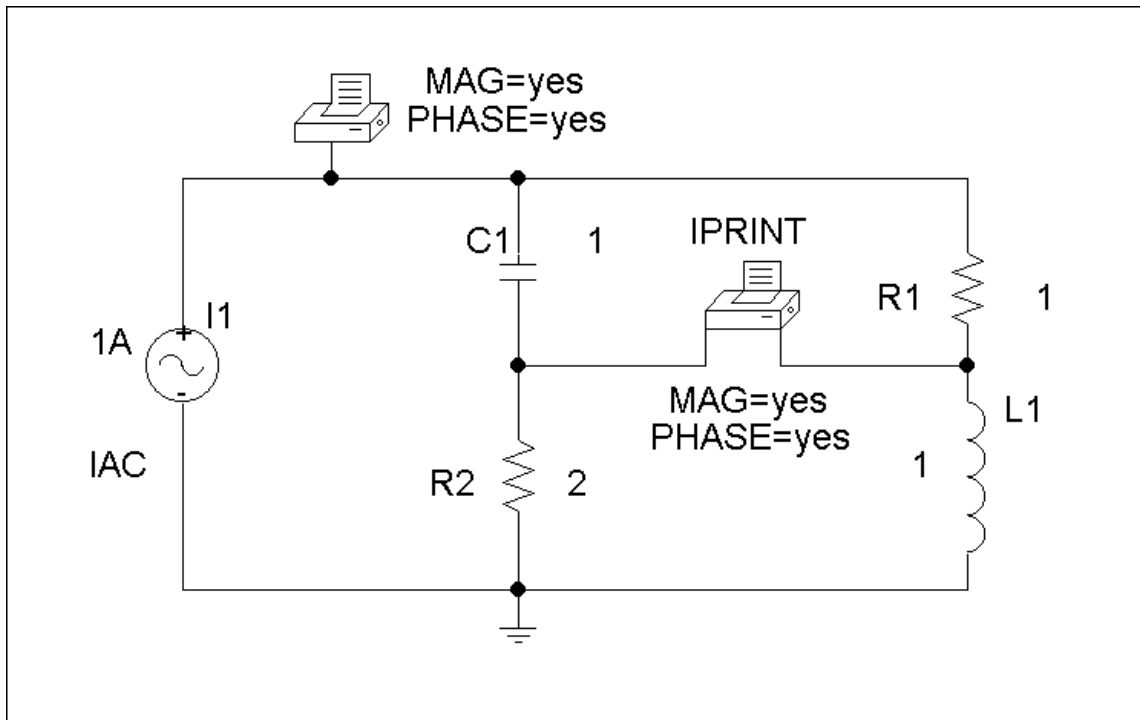 MAG=yes
PHASE=yes
C1
1
IPRINT
R1
1
I1
1A
+
-
MAG=yes
PHASE=yes
L1
1
IAC
R2
2